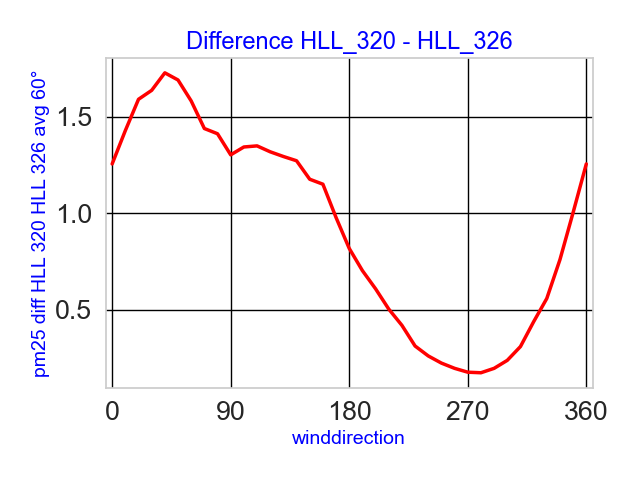 Difference HLL_320 - HLL_326
pm25 diff HLL 320 HLL 326 avg 60°
1.5
1.0
0.5
0 90 180 270 360
winddirection